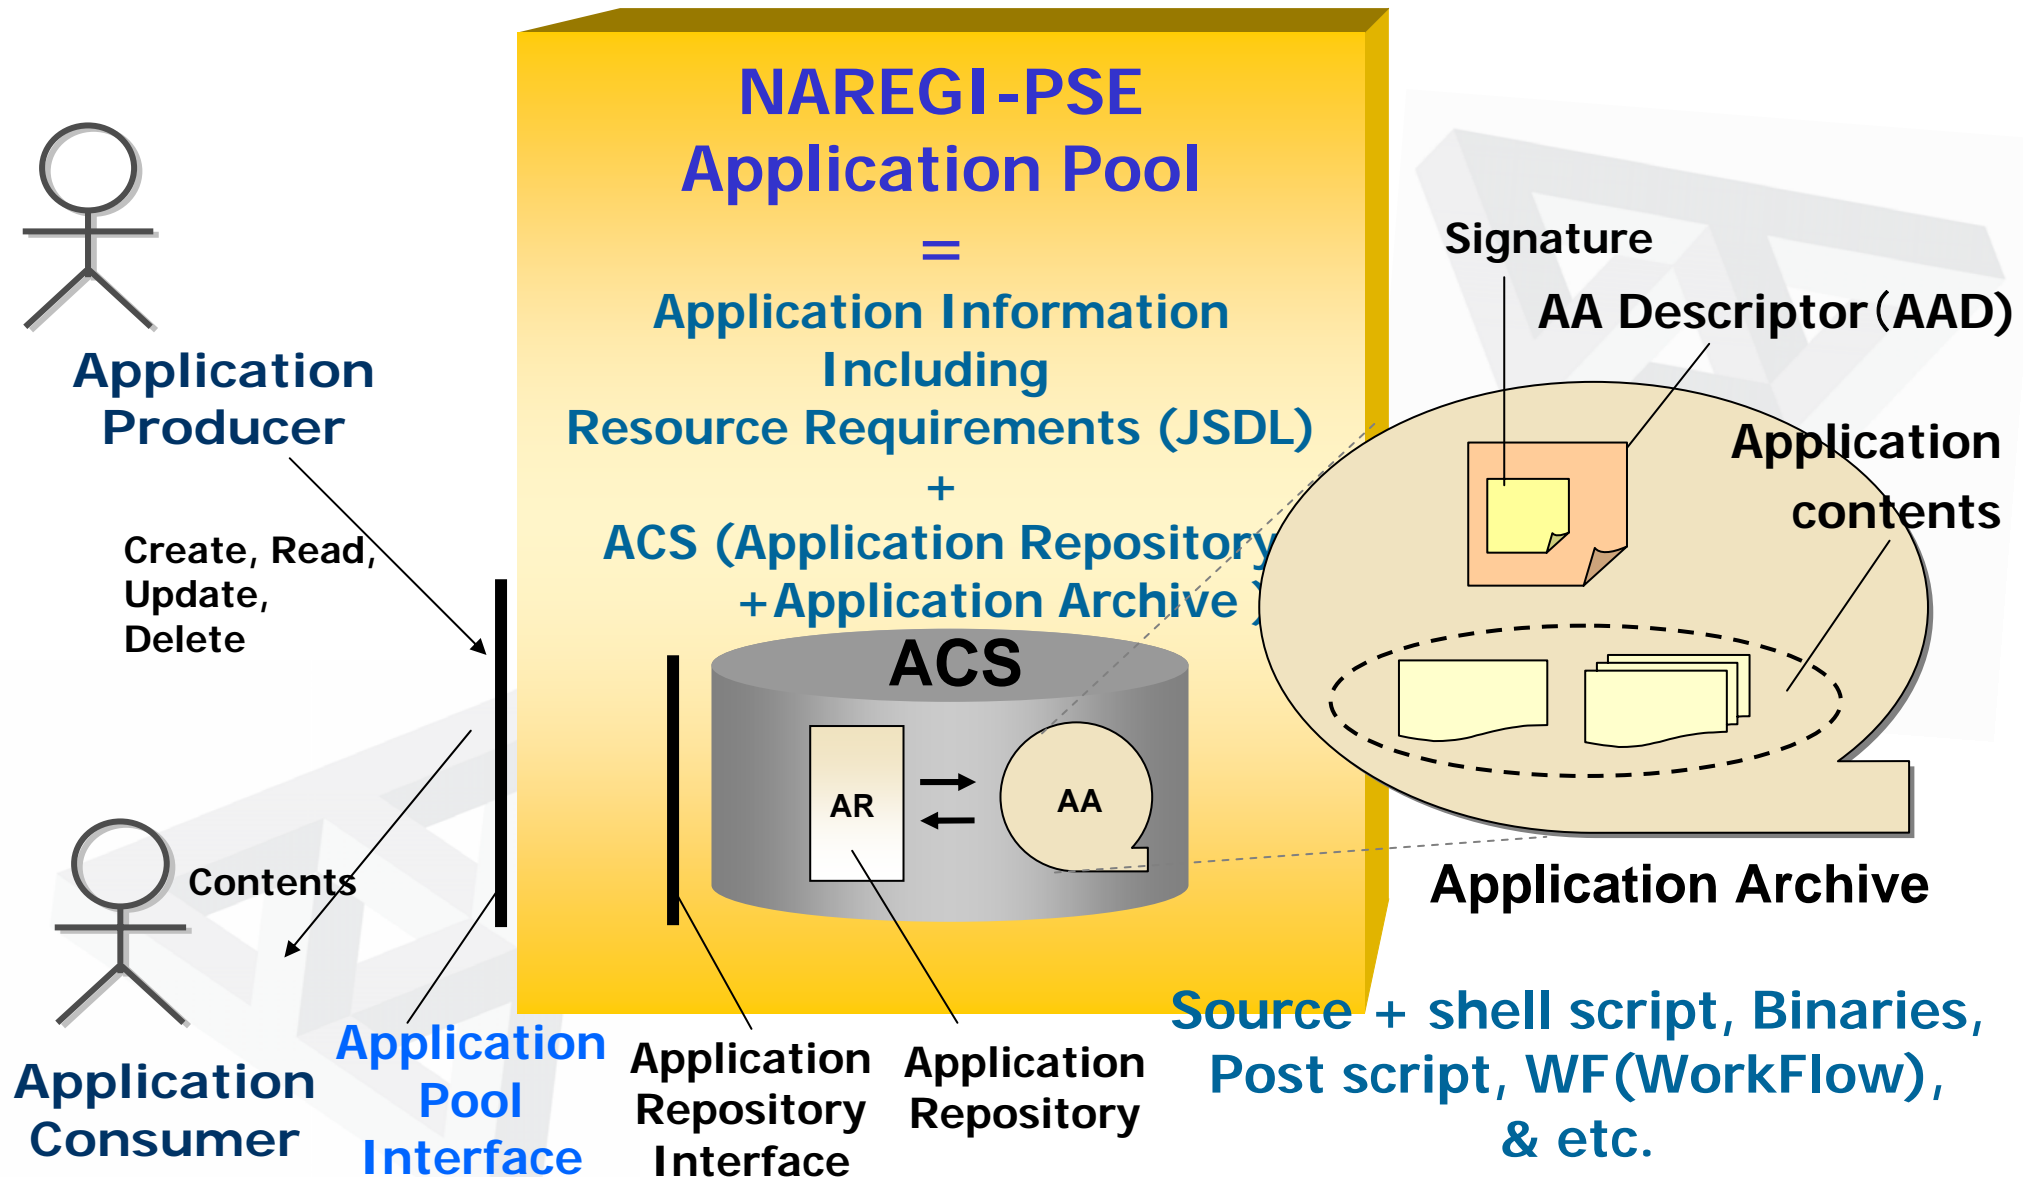 NAREGI-PSE
Application Pool
=
Application Information
Including
Resource Requirements (JSDL)
+
ACS (Application Repository
+Application Archive )
Application
Producer
Create, Read,
Update,
Delete
Contents
Application
Consumer
Application
Pool
Interface
ACS
AR
AA
Application
Repository
Interface
Application
Repository
Signature
AA Descriptor(AAD)
Application
contents
Application Archive
Source + shell script, Binaries,
Post script, WF(WorkFlow),
& etc.